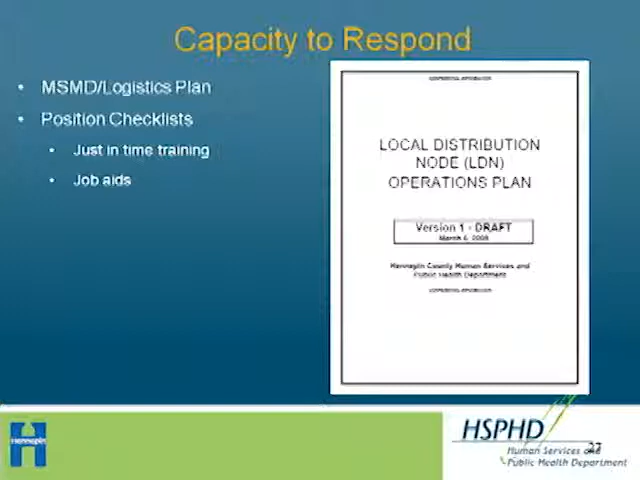 Capacity to Respond
• MSMD/Logistics Plan
• Position Checklists
• Just in time training
• Job aids
LOCAL DISTRIBUTION
NODE (LDN)
OPERATIONS PLAN
Version 1 - DRAFT
Hennepin County Human Services and
Public Health Department
Hennepin
HSPHD
Human Services and
Public Health Department
27